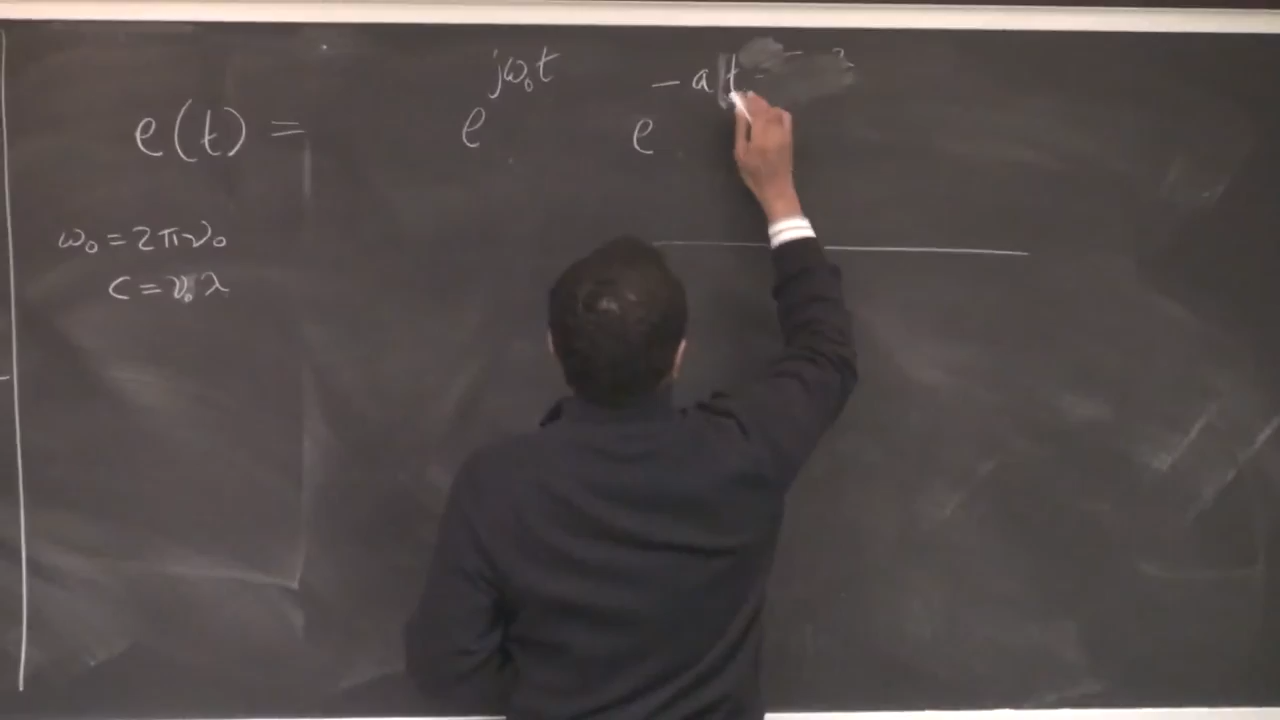 e(t) = e^{jω₀t} e^{-a|t
ω₀ = 2πν₀
c = ν₀λ